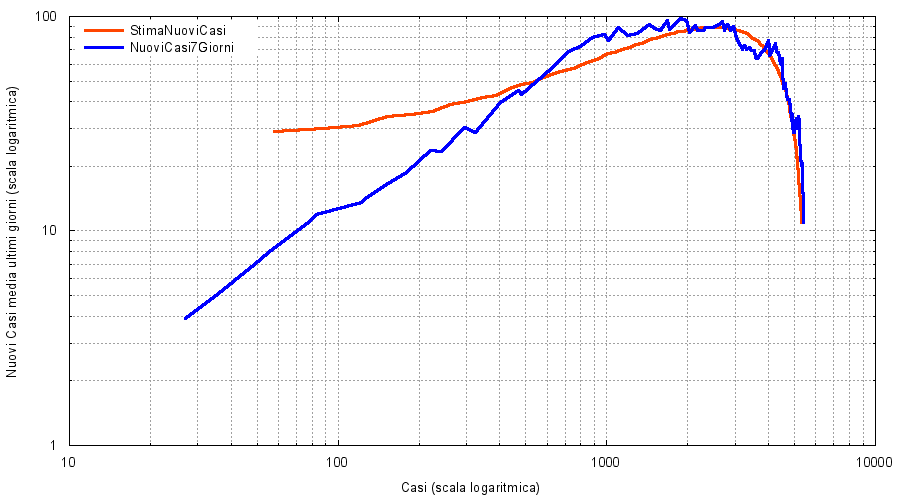 100
StimaNuoviCasi
NuoviCasi7Giorni
10
Nuovi Casi media ultimi giorni (scala logaritmica)
1
10
100
1000
10000
Casi (scala logaritmica)